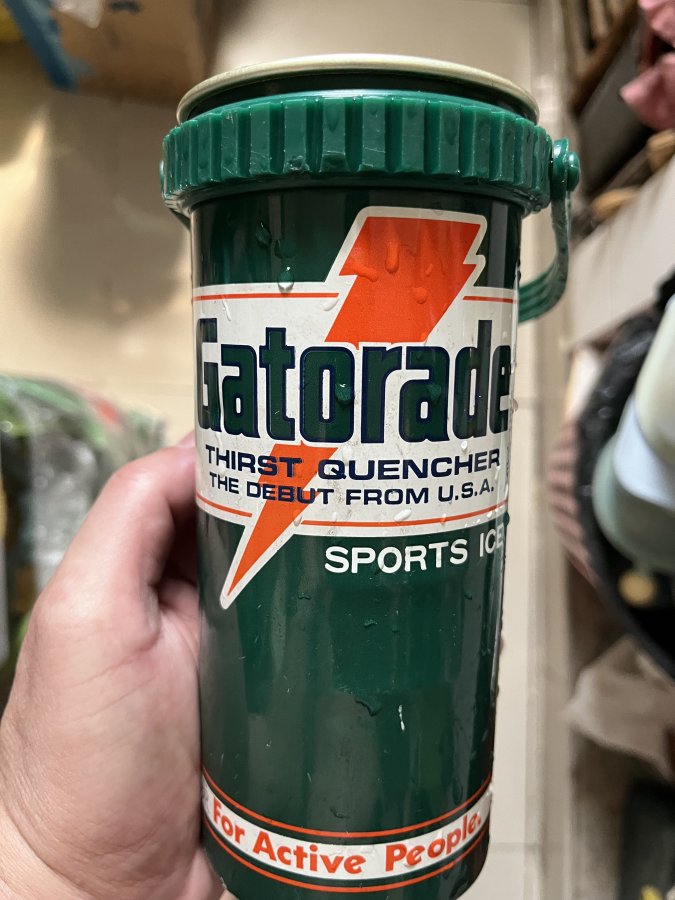 Gatorade
THIRST QUENCHER
THE DEBUT FROM U.S.A.
SPORTS ICE
For Active People.